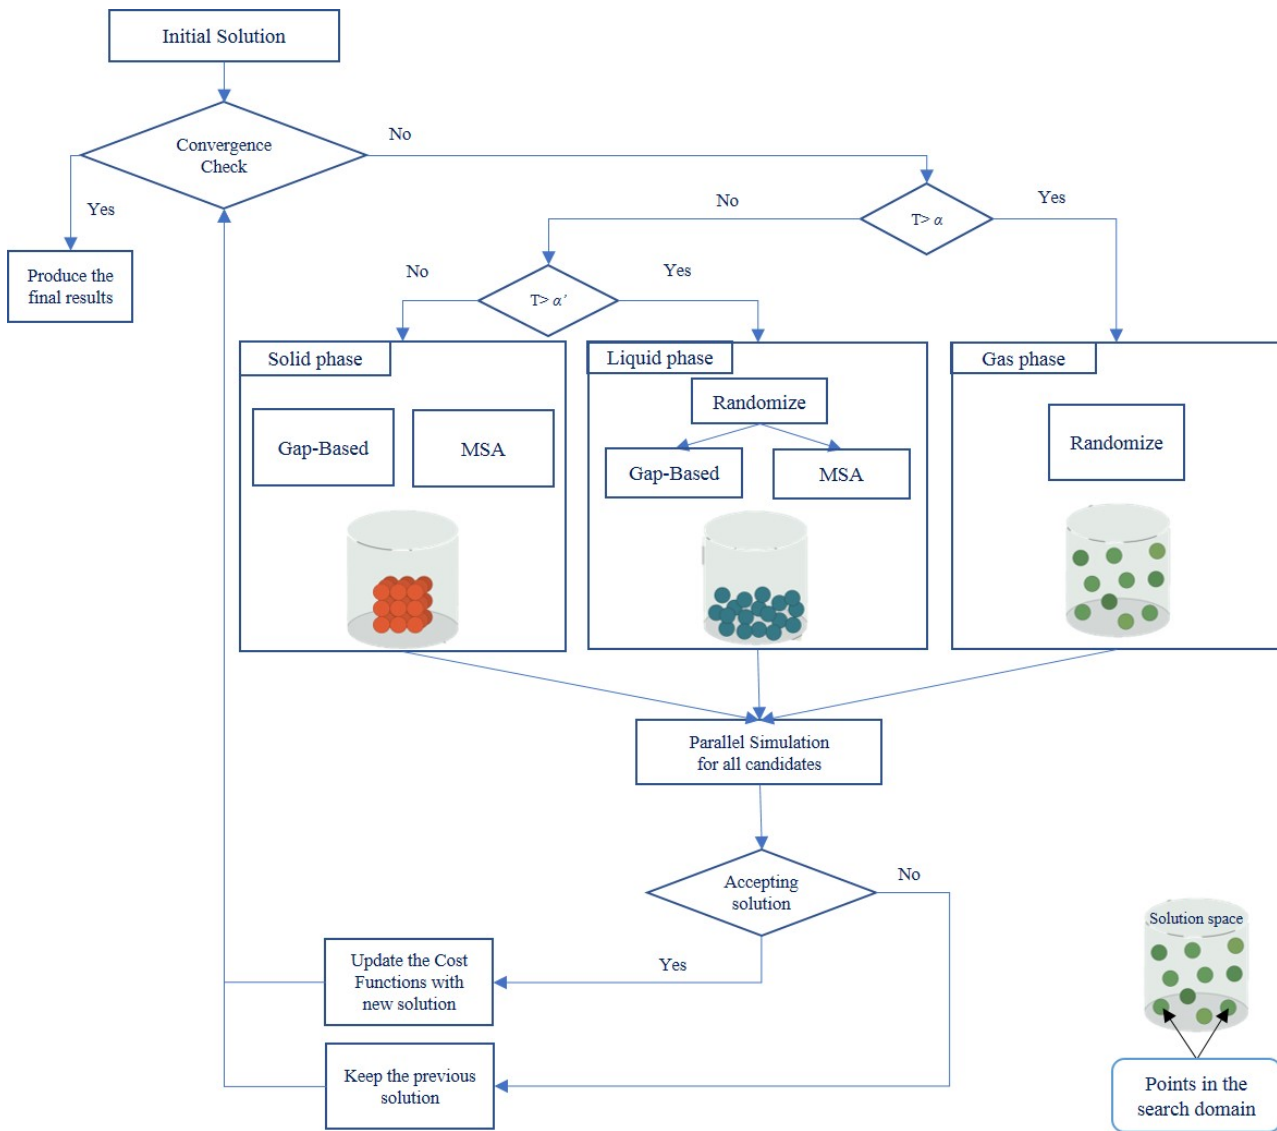 Initial Solution
Convergence
Check
No
Yes
Produce the
final results
T> α
No
Yes
T> α’
No
Yes
Solid phase
Gap-Based
MSA
Liquid phase
Randomize
Gap-Based
MSA
Gas phase
Randomize
Parallel Simulation
for all candidates
Accepting
solution
No
Yes
Update the Cost
Functions with
new solution
Keep the previous
solution
Solution space
Points in the
search domain